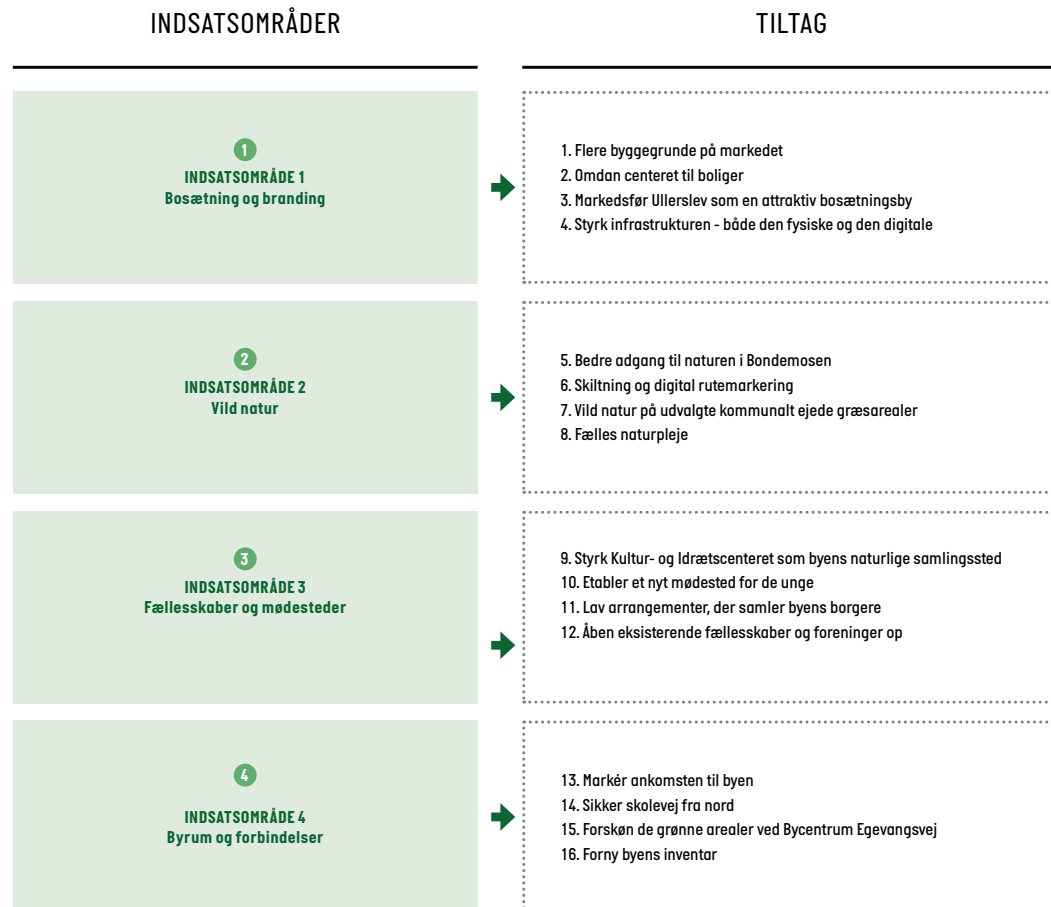 INDSATSOMRÅDER
TILTAG
1
INDSATSOMRÅDE 1
Bosætning og branding
1. Flere byggegrunde på markedet
2. Omdan centeret til boliger
3. Markedsfør Ullerslev som en attraktiv bosætningsby
4. Styrk infrastrukturen - både den fysiske og den digitale
2
INDSATSOMRÅDE 2
Vild natur
5. Bedre adgang til naturen i Bondemosen
6. Skiltning og digital rutemarkering
7. Vild natur på udvalgte kommunalt ejede græsarealer
8. Fælles naturpleje
3
INDSATSOMRÅDE 3
Fællesskaber og mødesteder
9. Styrk Kultur- og Idrætscenteret som byens naturlige samlingssted
10. Etabler et nyt mødested for de unge
11. Lav arrangementer, der samler byens borgere
12. Åben eksisterende fællesskaber og foreninger op
4
INDSATSOMRÅDE 4
Byrum og forbindelser
13. Markér ankomsten til byen
14. Sikker skolevej fra nord
15. Forskøn de grønne arealer ved Bycentrum Egevangsvej
16. Forny byens inventar